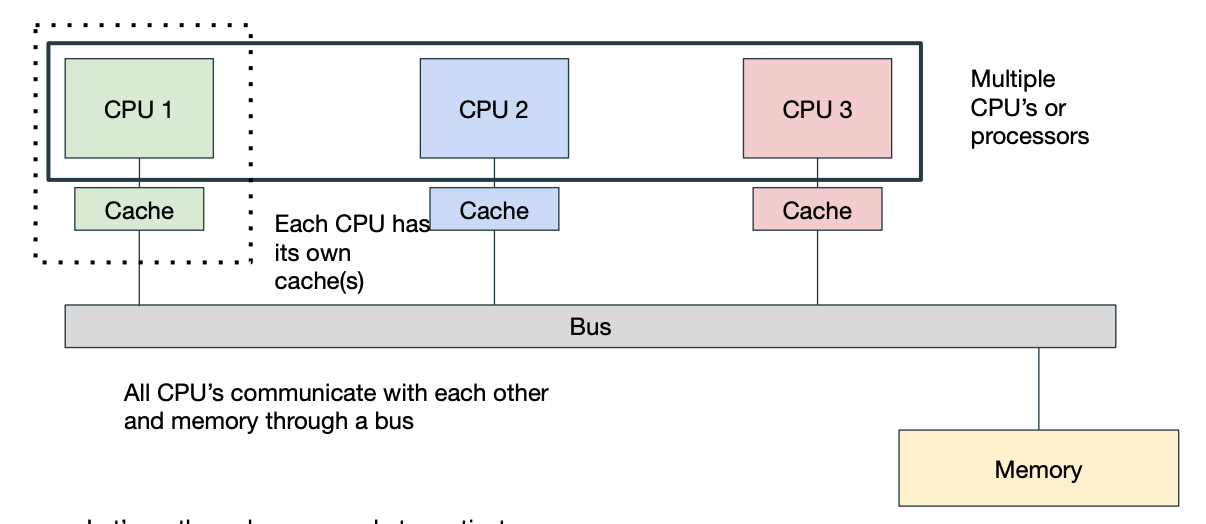 CPU 1
CPU 2
CPU 3
Multiple
CPU's or
processors
Cache
Cache
Cache
Each CPU has
its own
cache(s)
Bus
All CPU's communicate with each other
and memory through a bus
Memory